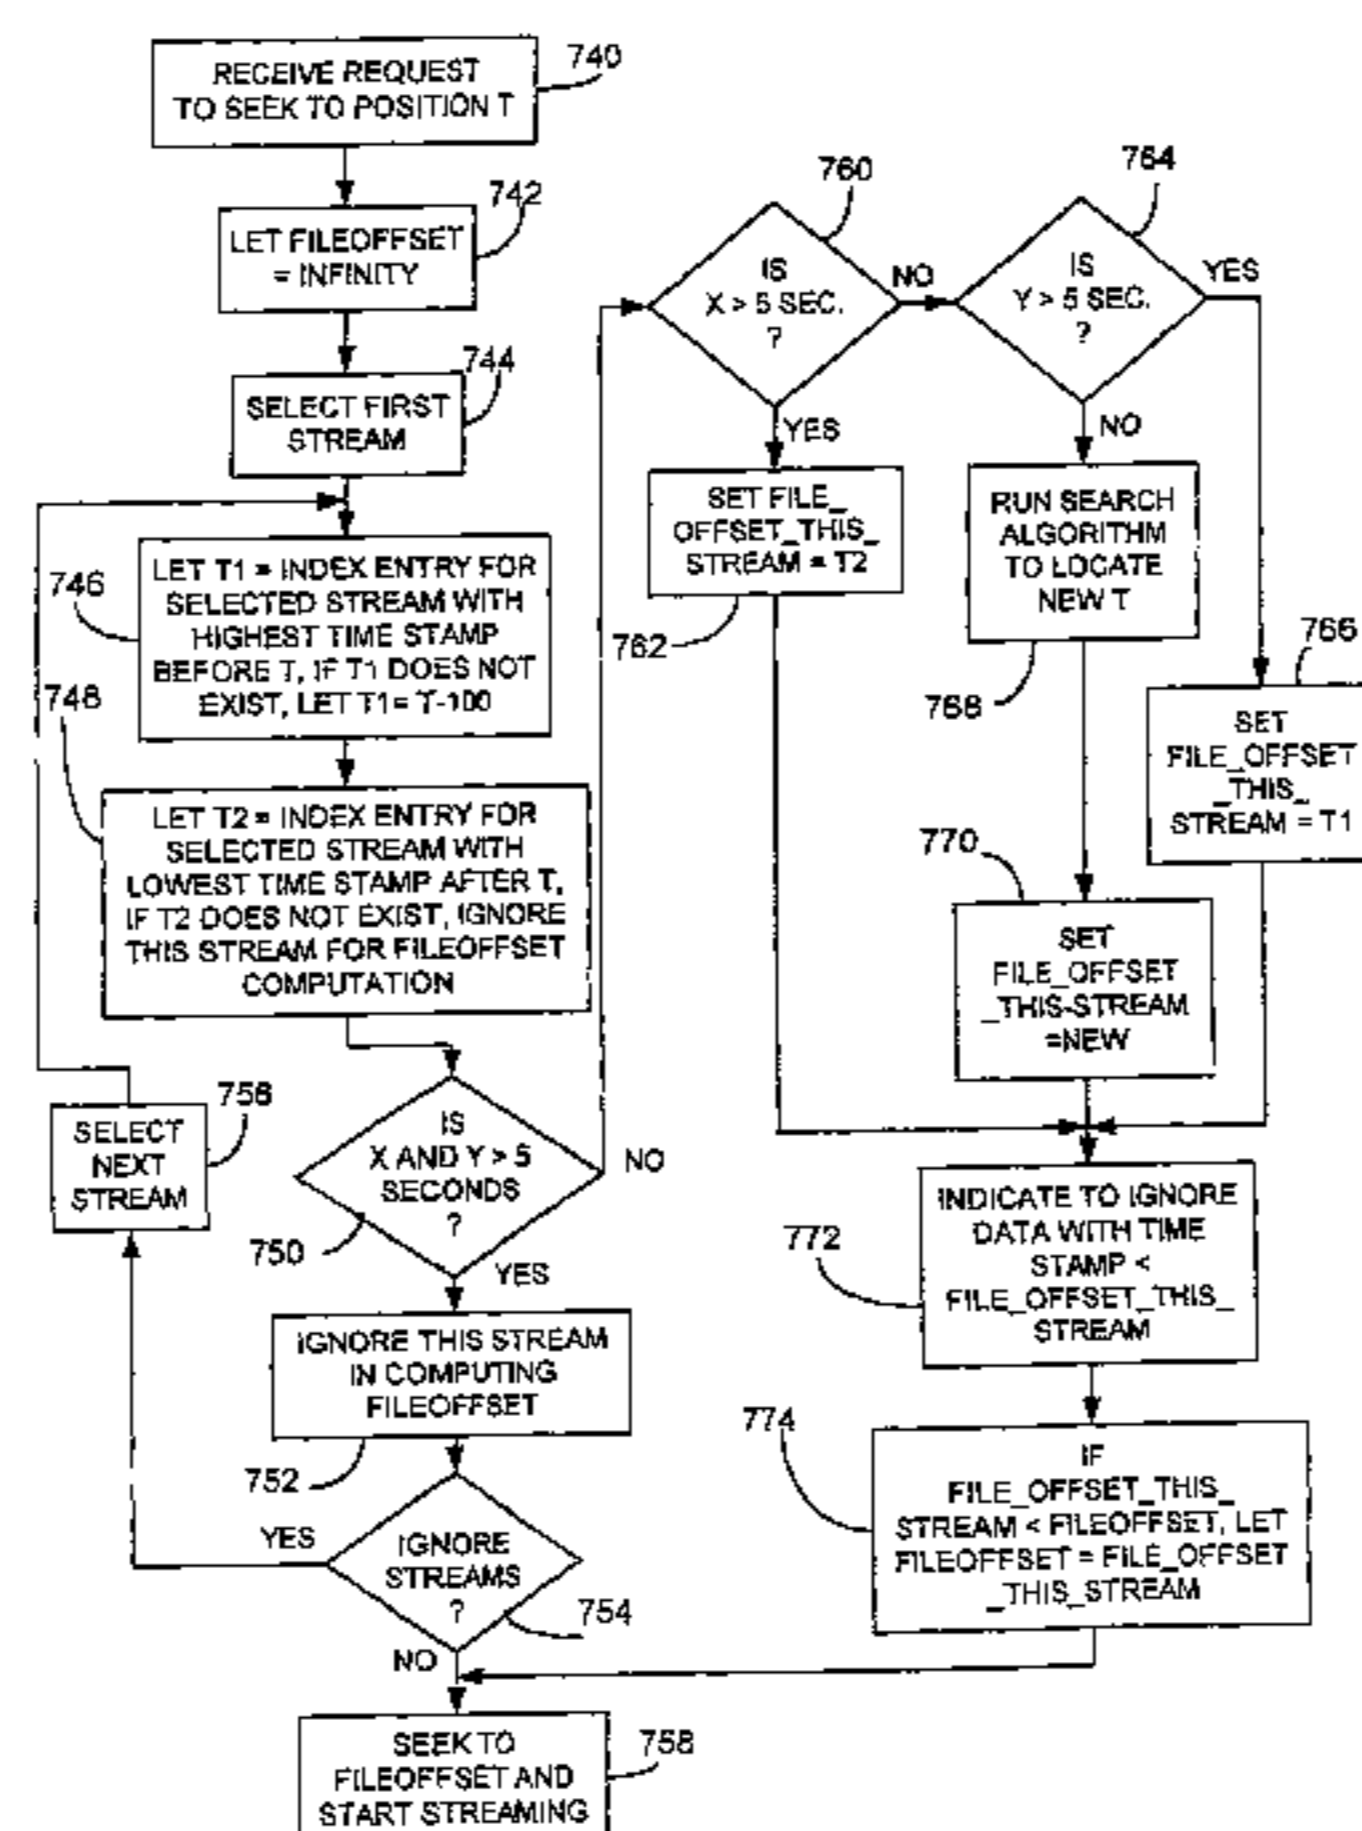 740
RECEIVE REQUEST
TO SEEK TO POSITION T
742
LET FILEOFFSET
= INFINITY
744
SELECT FIRST
STREAM
746
LET T1 = INDEX ENTRY FOR
SELECTED STREAM WITH
HIGHEST TIME STAMP
BEFORE T, IF T1 DOES NOT
EXIST, LET T1= T-100
748
LET T2 = INDEX ENTRY FOR
SELECTED STREAM WITH
LOWEST TIME STAMP AFTER T,
IF T2 DOES NOT EXIST, IGNORE
THIS STREAM FOR FILEOFFSET
COMPUTATION
IS
X AND Y > 5
SECONDS
?
NO
750
YES
756
SELECT
NEXT
STREAM
IGNORE THIS STREAM
IN COMPUTING
FILEOFFSET
752
YES
IGNORE
STREAMS
?
754
NO
SEEK TO
FILEOFFSET AND
START STREAMING
758
760
IS
X > 5 SEC.
?
NO
YES
764
IS
Y > 5 SEC.
?
YES
NO
SET FILE_
OFFSET_THIS_
STREAM = T2
762
RUN SEARCH
ALGORITHM
TO LOCATE
NEW T
768
766
SET
FILE_OFFSET
_THIS_
STREAM = T1
770
SET
FILE_OFFSET
_THIS-STREAM
=NEW
772
INDICATE TO IGNORE
DATA WITH TIME
STAMP <
FILE_OFFSET_THIS_
STREAM
774
IF
FILE_OFFSET_THIS_
STREAM < FILEOFFSET, LET
FILEOFFSET = FILE_OFFSET
_THIS_STREAM